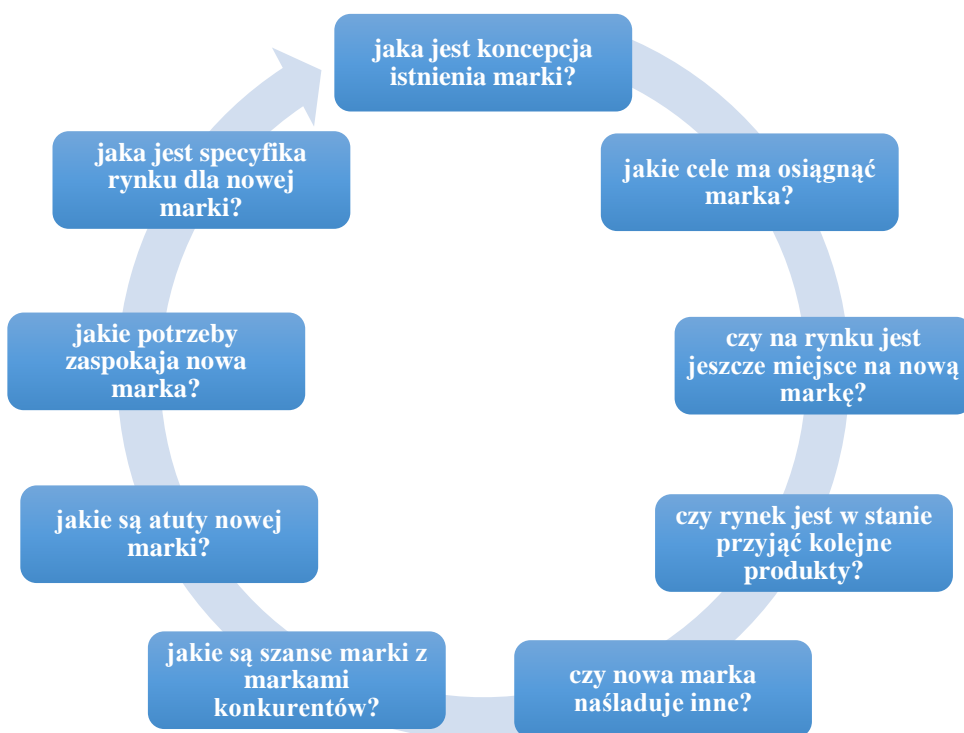 jaka jest koncepcja
istnienia marki?
jakie cele ma osiągnąć
marka?
czy na rynku jest
jeszcze miejsce na nową
markę?
czy rynek jest w stanie
przyjąć kolejne
produkty?
czy nowa marka
naśladuje inne?
jakie są szanse marki z
markami
konkurentów?
jakie są atuty nowej
marki?
jakie potrzeby
zaspokaja nowa
marka?
jaka jest specyfika
rynku dla nowej
marki?